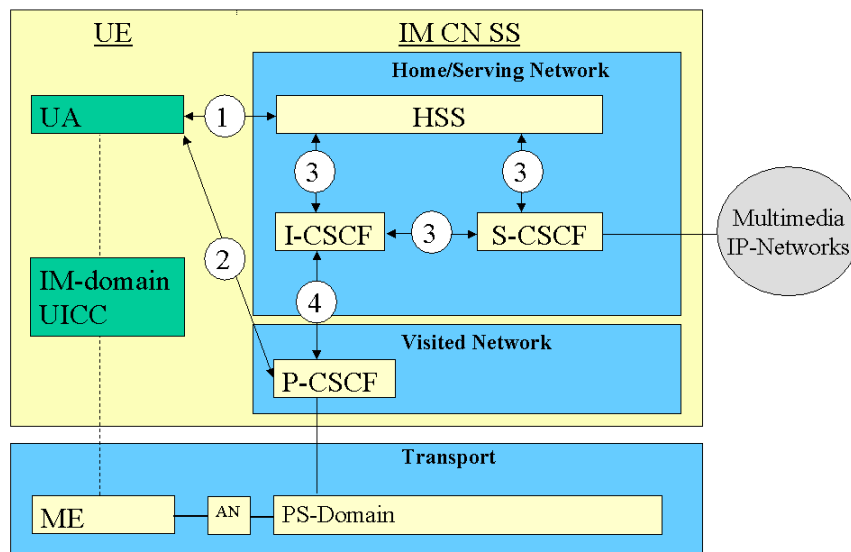 UE
IM CN SS
Home/Serving Network
UA
1
HSS
3
3
I-CSCF
3
S-CSCF
Multimedia
IP-Networks
2
IM-domain
UICC
4
Visited Network
P-CSCF
Transport
ME
AN
PS-Domain